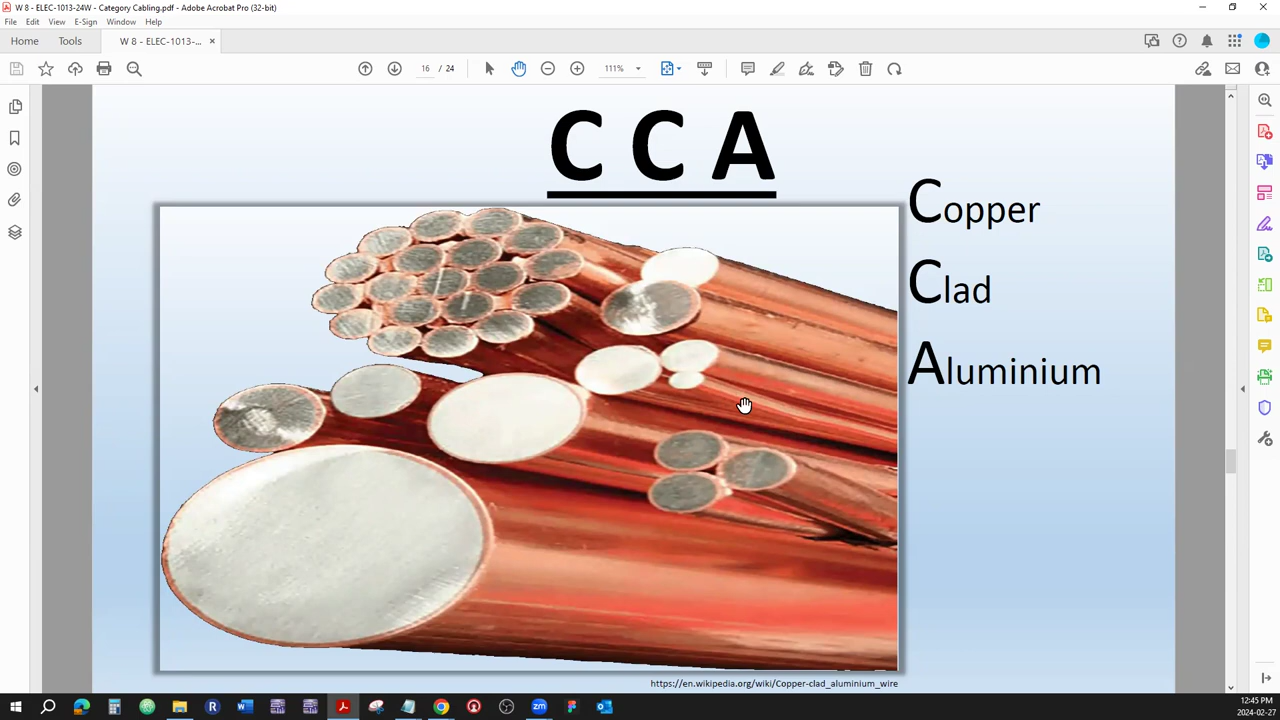 W 8 - ELEC-1013-24W - Category Cabling.pdf - Adobe Acrobat Pro (32-bit)
File Edit View E-Sign Window Help
Home Tools W 8 - ELEC-1013-... ×
16 / 24 111%
C C A
Copper
Clad
Aluminium
https://en.wikipedia.org/wiki/Copper-clad_aluminium_wire
12:45 PM
2024-02-27